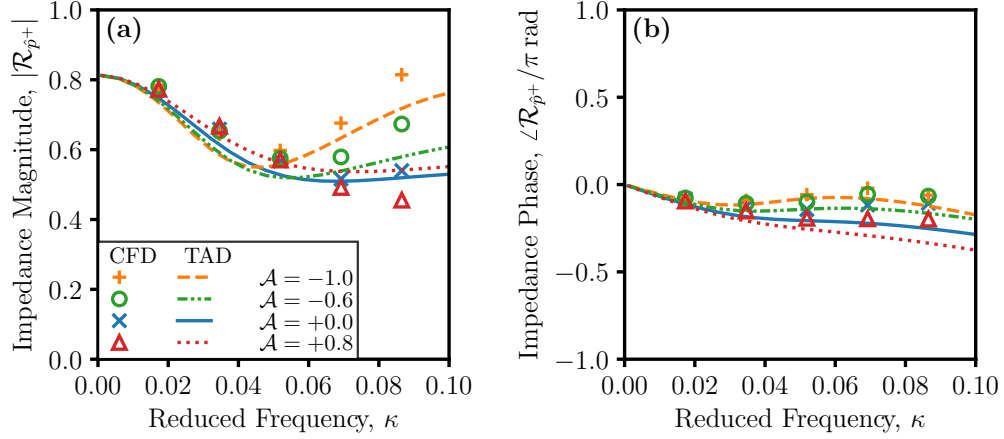 (a)
Impedance Magnitude, |ℛ_p̂⁺|
1.0
0.8
0.6
0.4
0.2
0.0
CFD TAD
𝒜 = −1.0
𝒜 = −0.6
𝒜 = +0.0
𝒜 = +0.8
0.00 0.02 0.04 0.06 0.08 0.10
Reduced Frequency, κ
(b)
Impedance Phase, ∠ℛ_p̂⁺/π rad
1.0
0.5
0.0
−0.5
−1.0
0.00 0.02 0.04 0.06 0.08 0.10
Reduced Frequency, κ